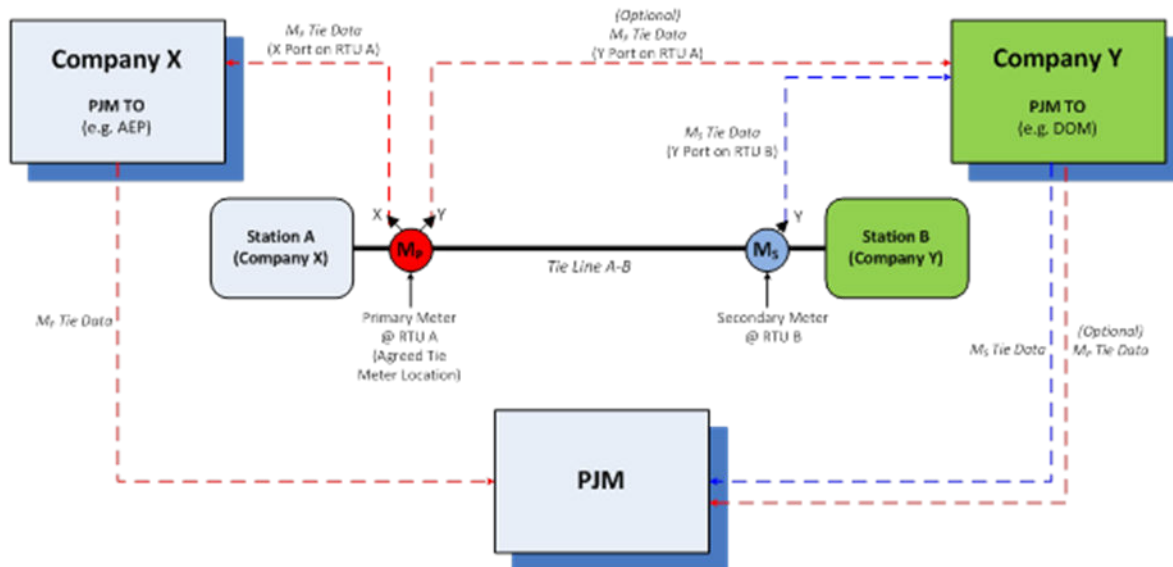 Company X
PJM TO
(e.g. AEP)
MP Tie Data
(X Port on RTU A)
(Optional)
MP Tie Data
(Y Port on RTU A)
Company Y
PJM TO
(e.g. DOM)
MS Tie Data
(Y Port on RTU B)
Station A
(Company X)
X
Y
MP
Tie Line A-B
Y
MS
Station B
(Company Y)
Primary Meter
@ RTU A
(Agreed Tie
Meter Location)
Secondary Meter
@ RTU B
MP Tie Data
MS Tie Data
(Optional)
MP Tie Data
PJM